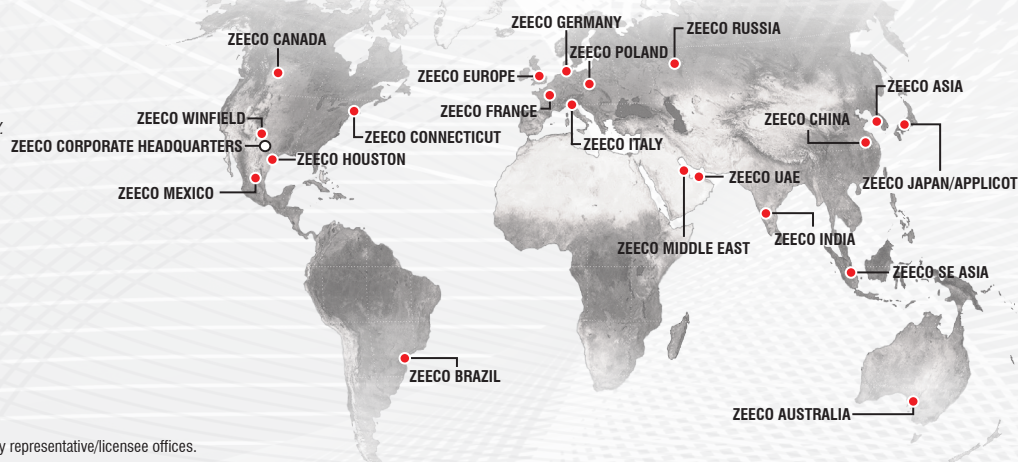 ZEECO GERMANY
ZEECO RUSSIA
ZEECO CANADA
ZEECO POLAND
ZEECO EUROPE
ZEECO ASIA
ZEECO FRANCE
ZEECO WINFIELD
ZEECO CHINA
ZEECO CONNECTICUT
ZEECO ITALY
ZEECO CORPORATE HEADQUARTERS
ZEECO HOUSTON
ZEECO UAE
ZEECO JAPAN/APPLICOT
ZEECO MEXICO
ZEECO INDIA
ZEECO MIDDLE EAST
ZEECO SE ASIA
ZEECO BRAZIL
ZEECO AUSTRALIA
y representative/licensee offices.